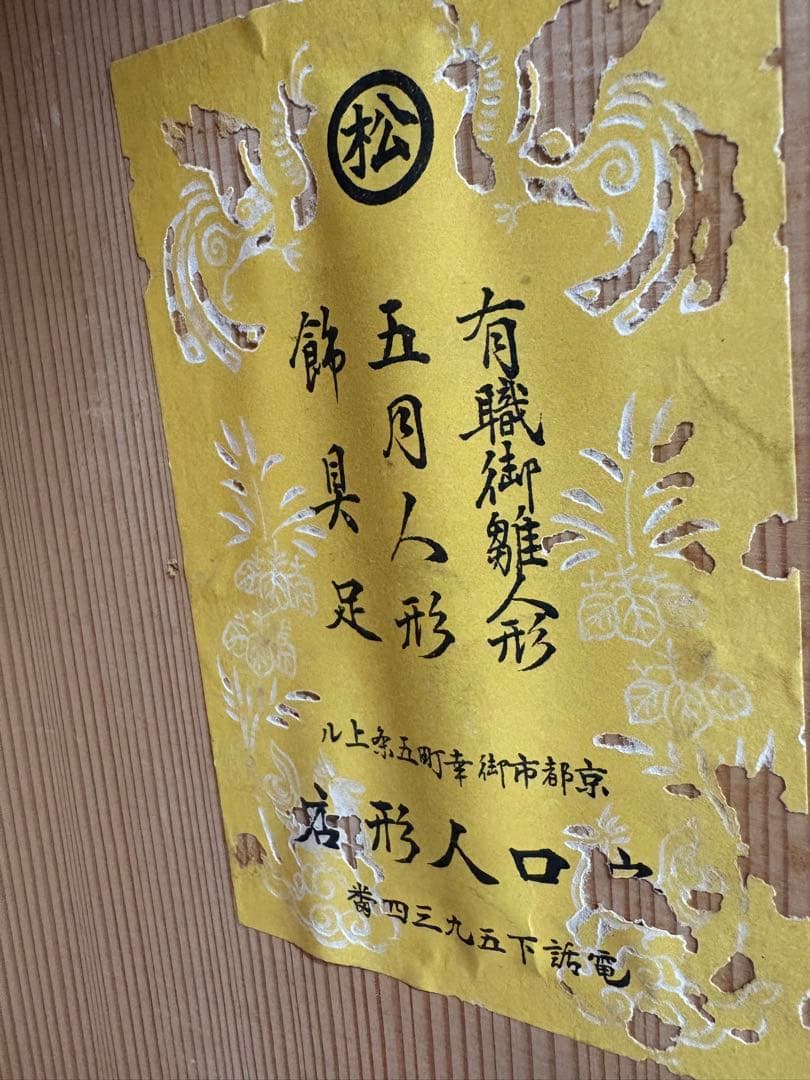 松
有職御雛人形
五月人形
飾具足
京都市御幸町五条上ル
山口人形店
電話下五九三四番